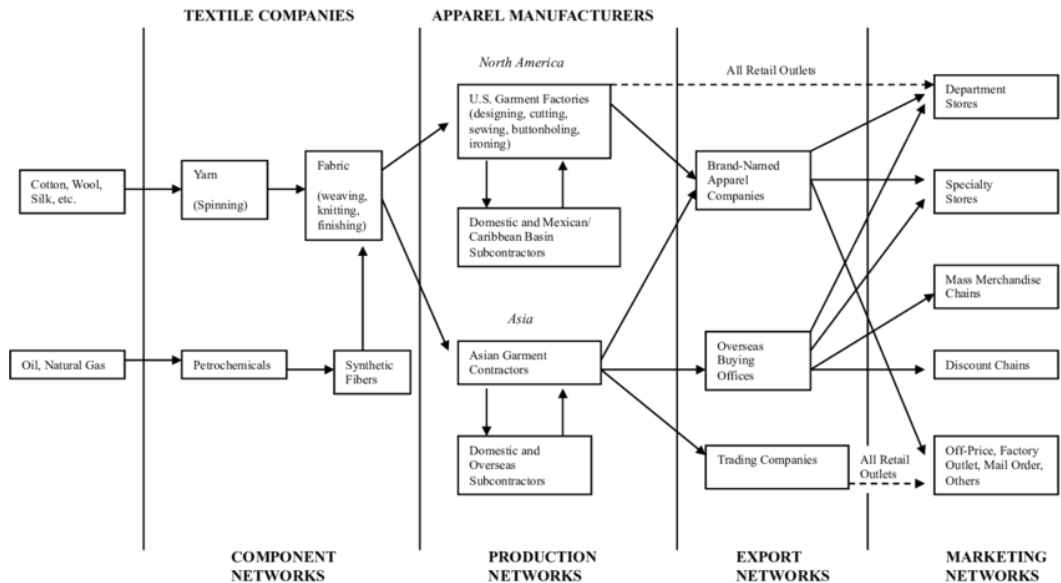 TEXTILE COMPANIES
APPAREL MANUFACTURERS
North America
All Retail Outlets
U.S. Garment Factories
(designing, cutting,
sewing, buttonholing,
ironing)
Department
Stores
Cotton, Wool,
Silk, etc.
Yarn
(Spinning)
Fabric
(weaving,
knitting,
finishing)
Brand-Named
Apparel
Companies
Specialty
Stores
Domestic and Mexican/
Caribbean Basin
Subcontractors
Mass Merchandise
Chains
Asia
Oil, Natural Gas
Petrochemicals
Synthetic
Fibers
Asian Garment
Contractors
Overseas
Buying
Offices
Discount Chains
Domestic and
Overseas
Subcontractors
Trading Companies
All Retail
Outlets
Off-Price, Factory
Outlet, Mail Order,
Others
COMPONENT
NETWORKS
PRODUCTION
NETWORKS
EXPORT
NETWORKS
MARKETING
NETWORKS